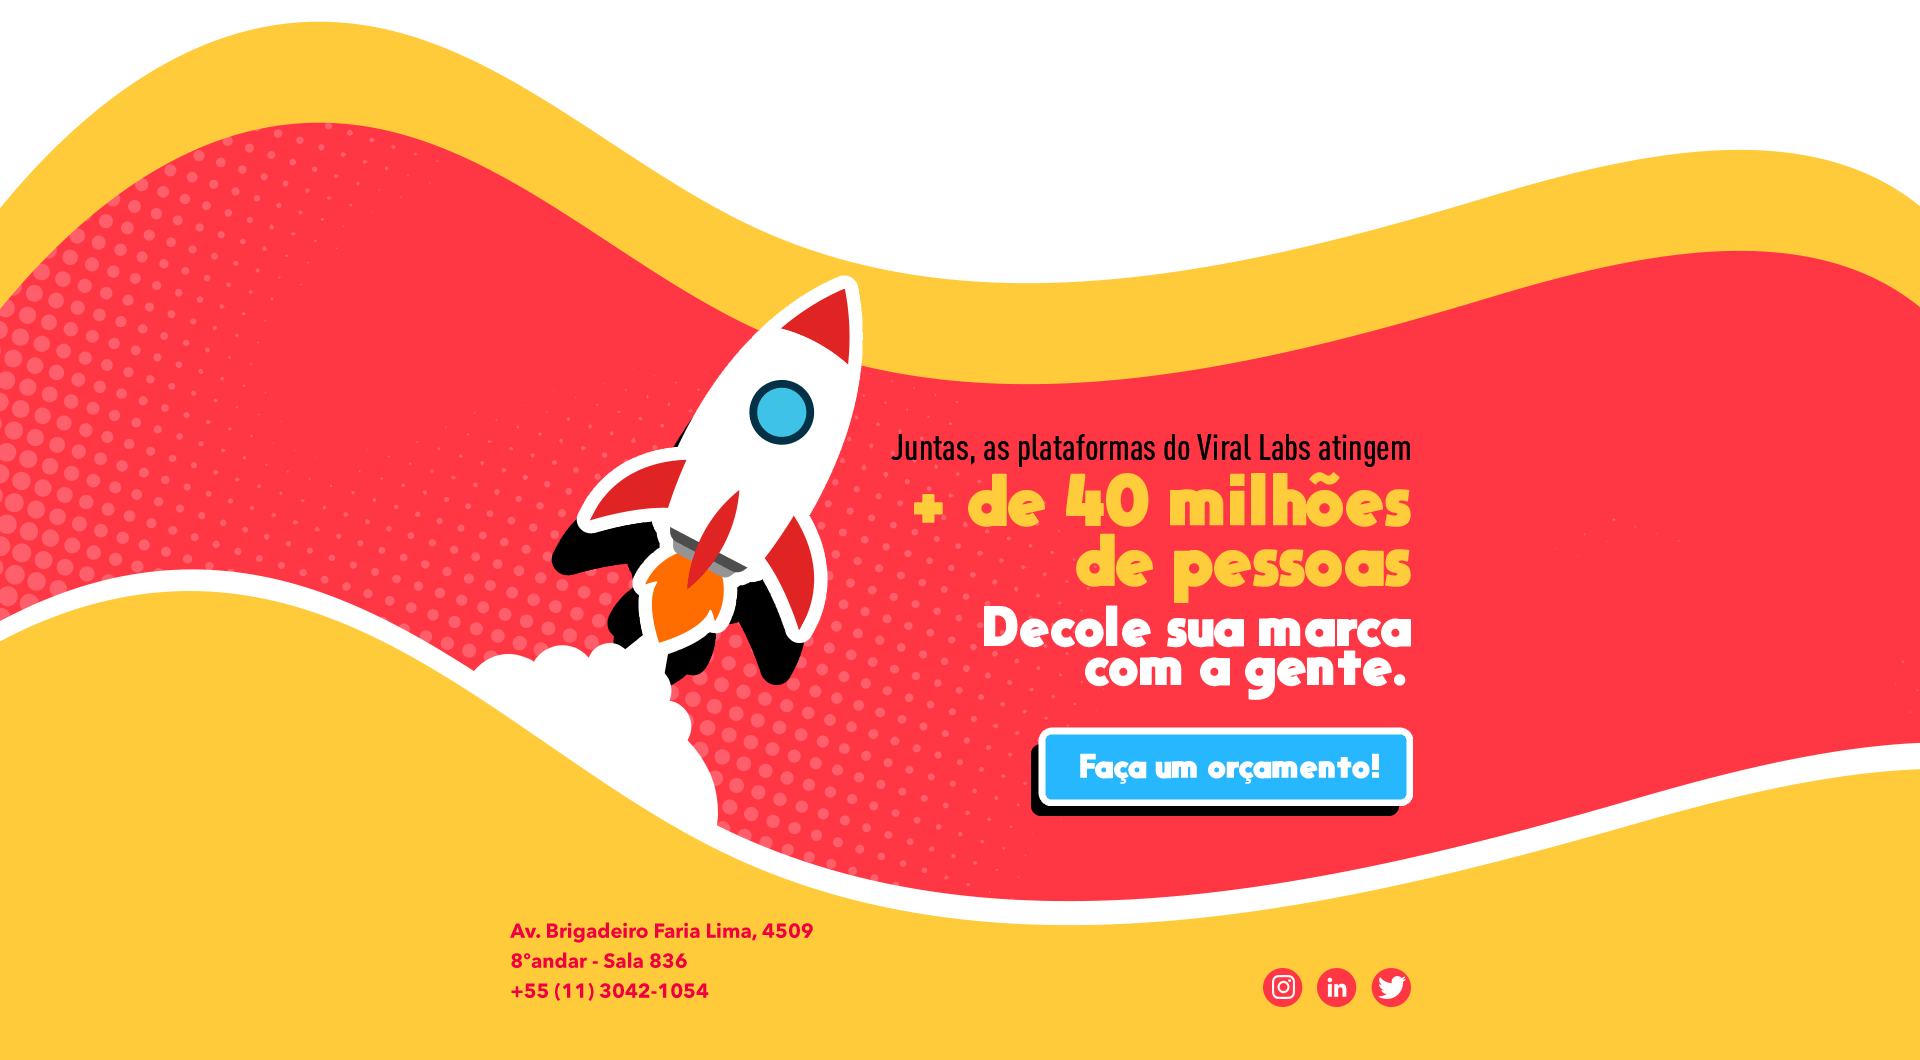 Juntas, as plataformas do Viral Labs atingem
+ de 40 milhões
de pessoas
Decole sua marca
com a gente.
Faça um orçamento!
Av. Brigadeiro Faria Lima, 4509
8°andar - Sala 836
+55 (11) 3042-1054
in